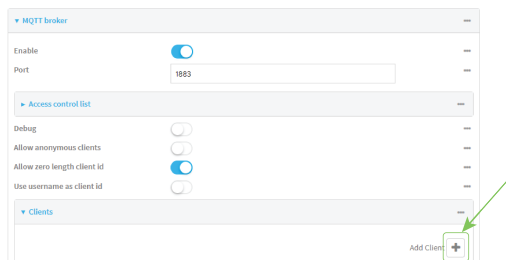 MQTT broker
Enable
Port
1883
Access control list
Debug
Allow anonymous clients
Allow zero length client id
Use username as client id
Clients
Add Client